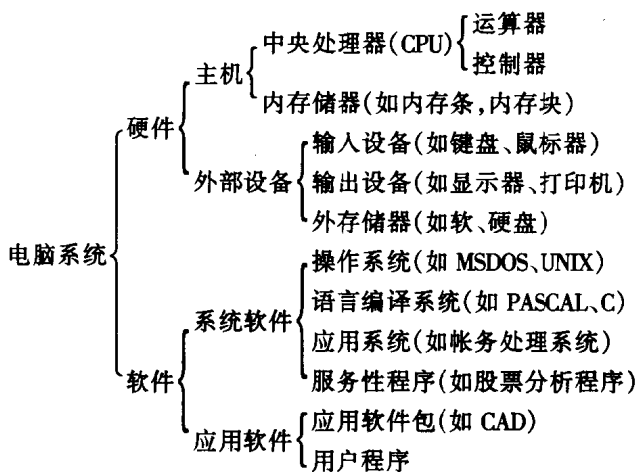 运算器
中央处理器(CPU)
控制器
主机
内存储器(如内存条,内存块)
硬件
输入设备(如键盘、鼠标器)
外部设备
输出设备(如显示器、打印机)
外存储器(如软、硬盘)
电脑系统
操作系统(如 MSDOS、UNIX)
语言编译系统(如 PASCAL、C)
系统软件
应用系统(如帐务处理系统)
服务性程序(如股票分析程序)
软件
应用软件包(如 CAD)
应用软件
用户程序